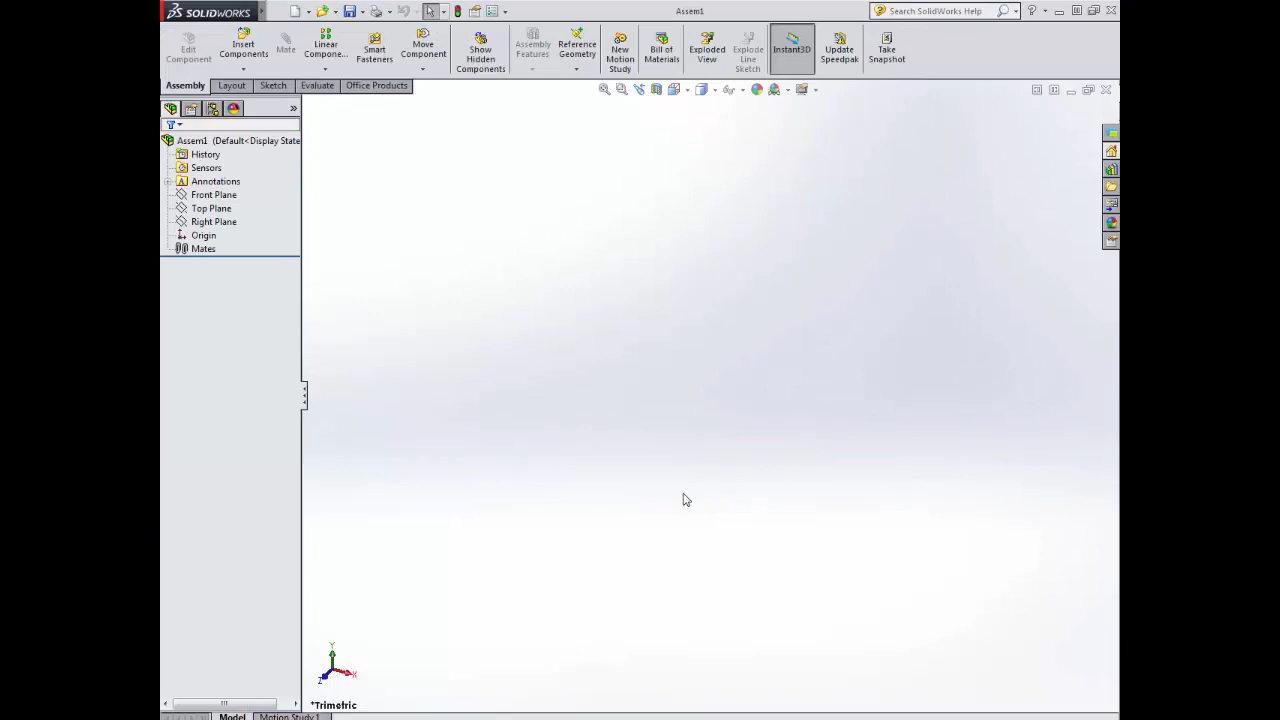 SOLIDWORKS
Assem1
Search SolidWorks Help
Edit Component
Insert Components
Mate
Linear Compone...
Smart Fasteners
Move Component
Show Hidden Components
Assembly Features
Reference Geometry
New Motion Study
Bill of Materials
Exploded View
Explode Line Sketch
Instant3D
Update Speedpak
Take Snapshot
Assembly
Layout
Sketch
Evaluate
Office Products
Assem1 (Default<Display State
History
Sensors
Annotations
Front Plane
Top Plane
Right Plane
Origin
Mates
Y
X
Z
*Trimetric
Model
Motion Study 1